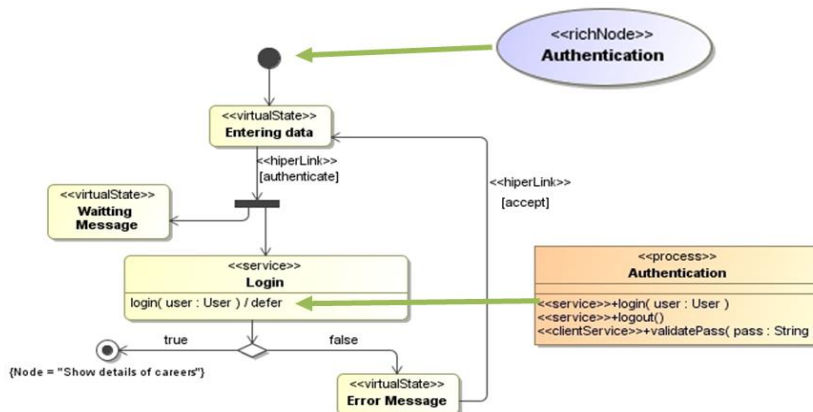 <<richNode>>
Authentication
<<virtualState>>
Entering data
<<hiperLink>>
[authenticate]
<<hiperLink>>
[accept]
<<virtualState>>
Waitting
Message
<<service>>
Login
login( user : User ) / defer
<<process>>
Authentication
<<service>>+login( user : User )
<<service>>+logout()
<<clientService>>+validatePass( pass : String
true
false
{Node = "Show details of careers"}
<<virtualState>>
Error Message